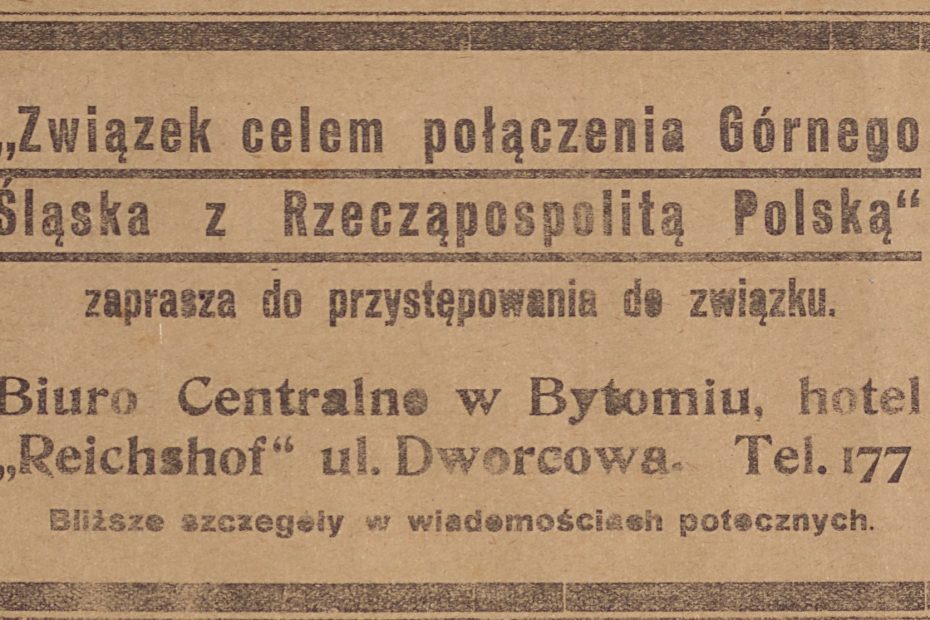 „Związek celem połączenia Górnego
Śląska z Rzecząpospolitą Polską“
zaprasza do przystępowania do związku.
Biuro Centralne w Bytomiu, hotel
„Reichshof“ ul. Dworcowa. Tel. 177
Bliższe szczegóły w wiadomościach potocznych.